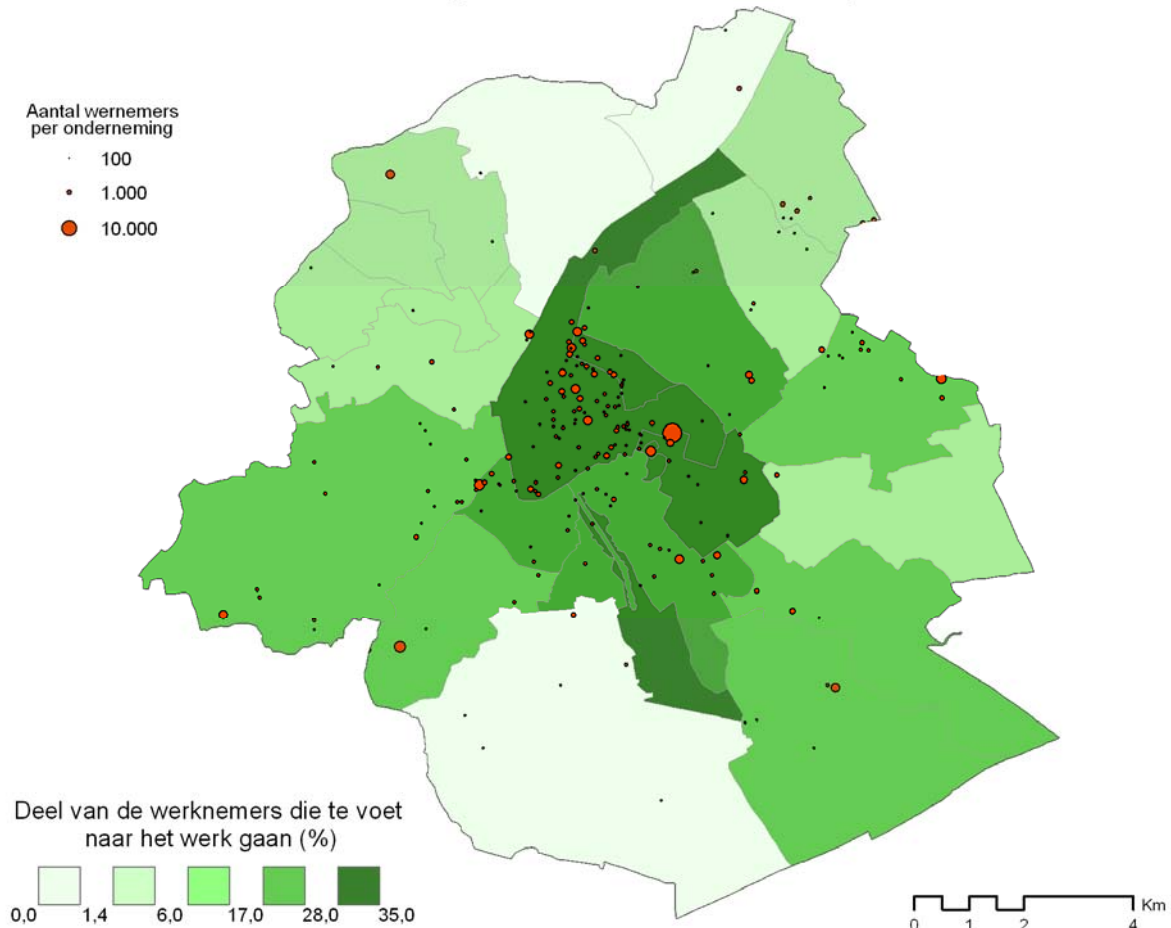 Aantal wernemers
per onderneming
100
1.000
10.000
Deel van de werknemers die te voet
naar het werk gaan (%)
0,0 1,4 6,0 17,0 28,0 35,0
Km
0 1 2 4